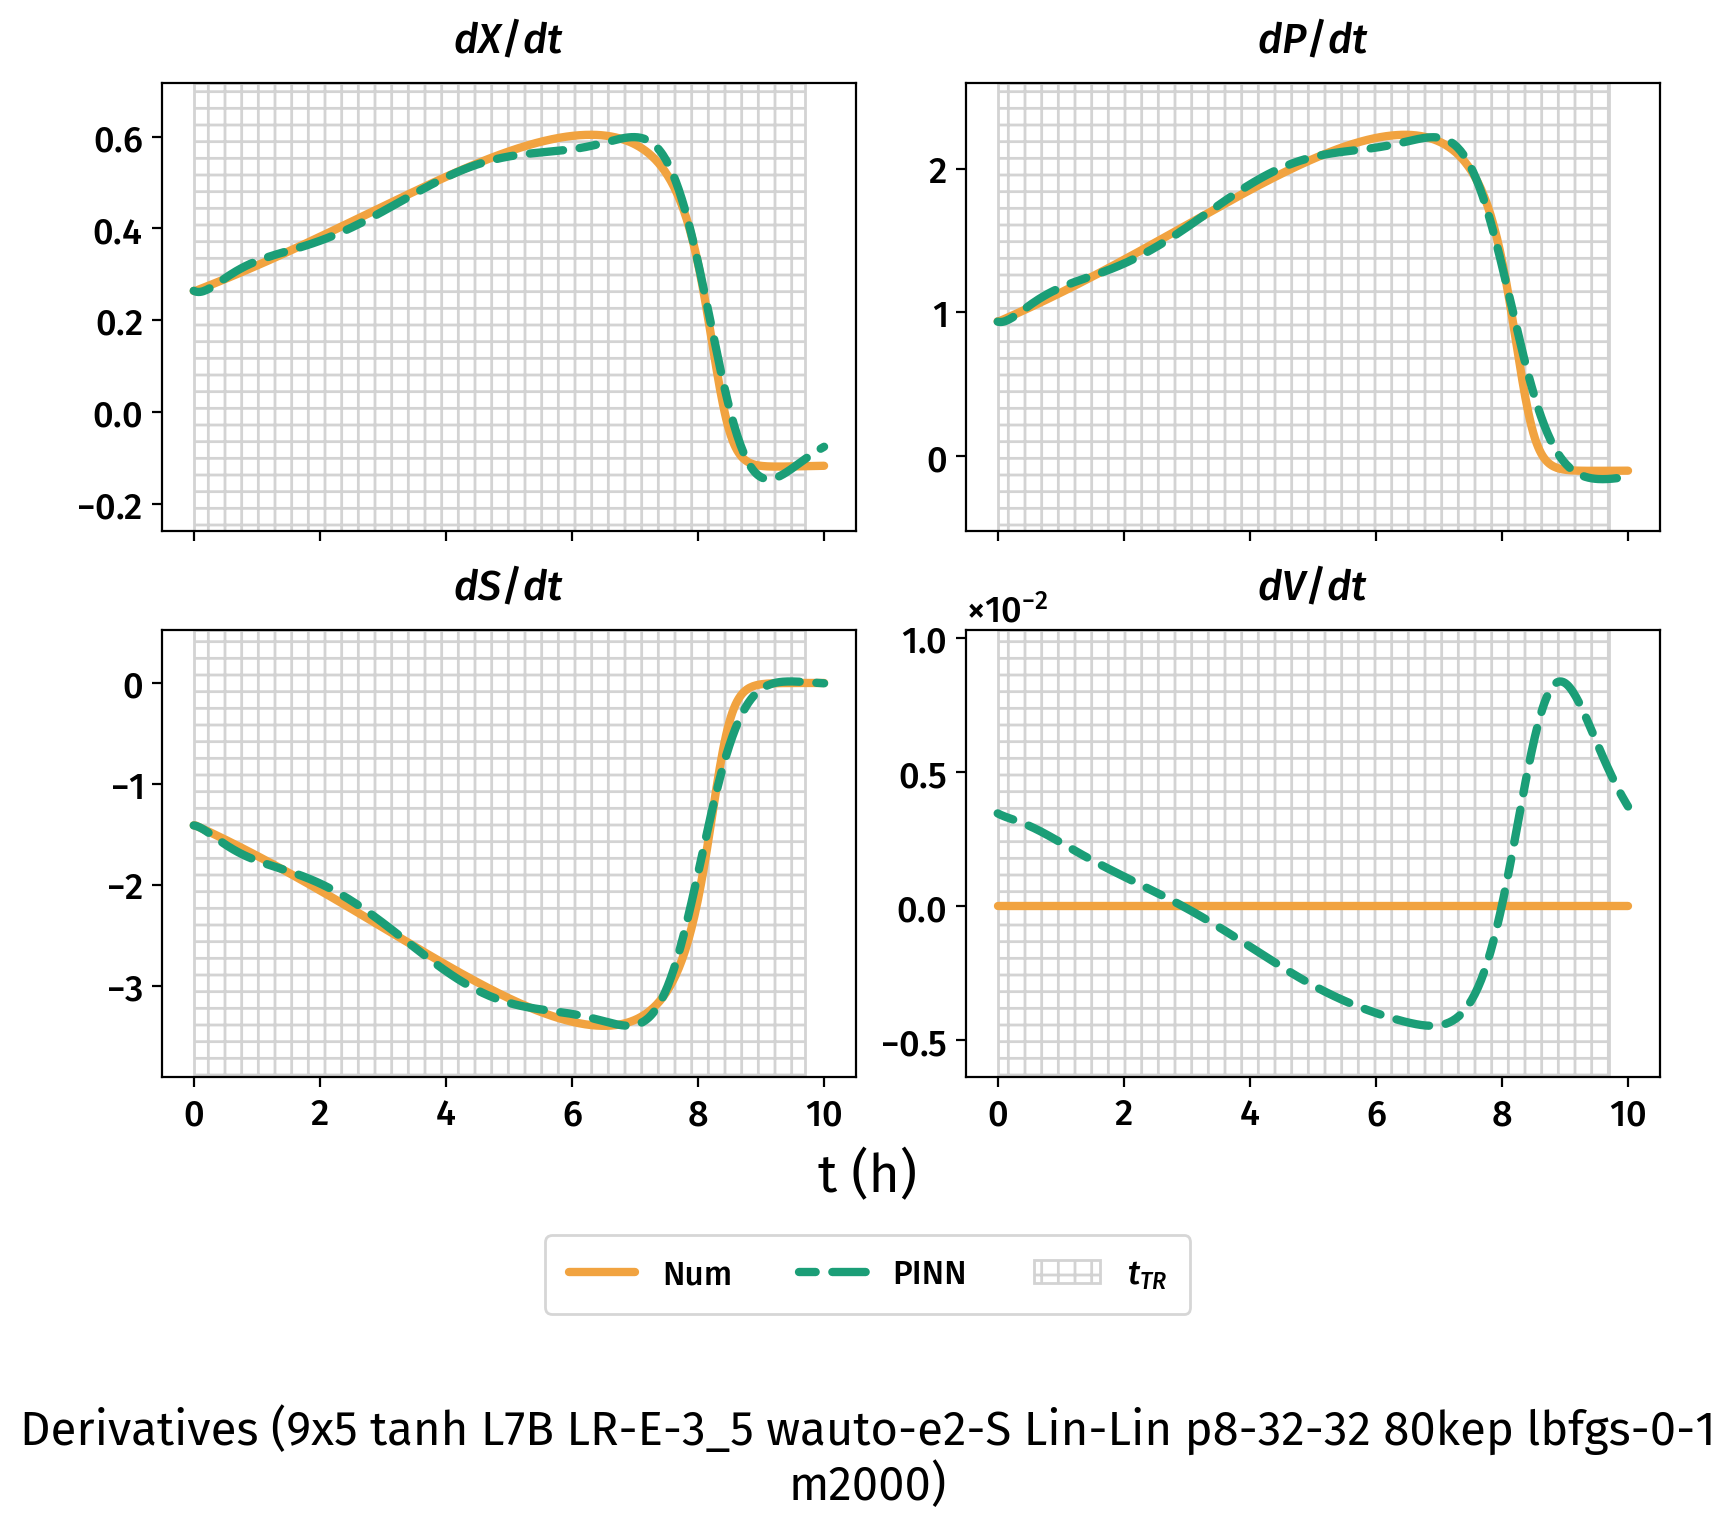 dX/dt
dP/dt
0.6
0.4
0.2
0.0
−0.2
2
1
0
dS/dt
dV/dt
×10⁻²
0
−1
−2
−3
1.0
0.5
0.0
−0.5
0 2 4 6 8 10
0 2 4 6 8 10
t (h)
Num PINN t_TR
Derivatives (9x5 tanh L7B LR-E-3_5 wauto-e2-S Lin-Lin p8-32-32 80kep lbfgs-0-1
m2000)